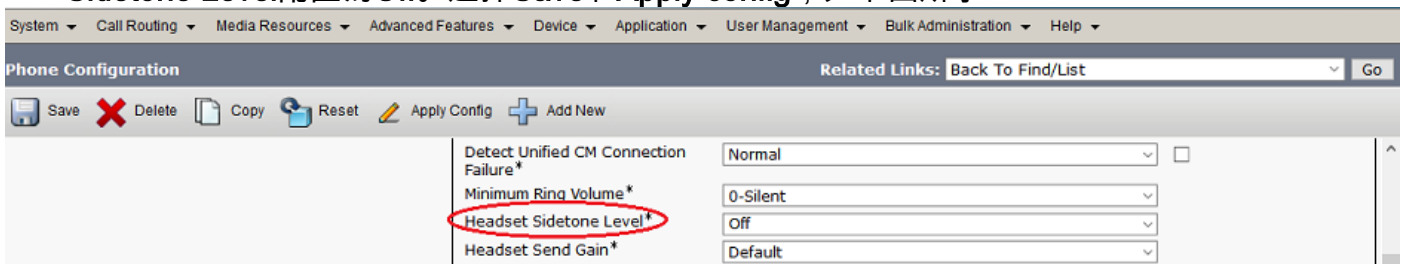 System Call Routing Media Resources Advanced Features Device Application User Management Bulk Administration Help
Phone Configuration Related Links: Back To Find/List Go
Save Delete Copy Reset Apply Config Add New
Detect Unified CM Connection Failure* Normal
Minimum Ring Volume* 0-Silent
Headset Sidetone Level* Off
Headset Send Gain* Default